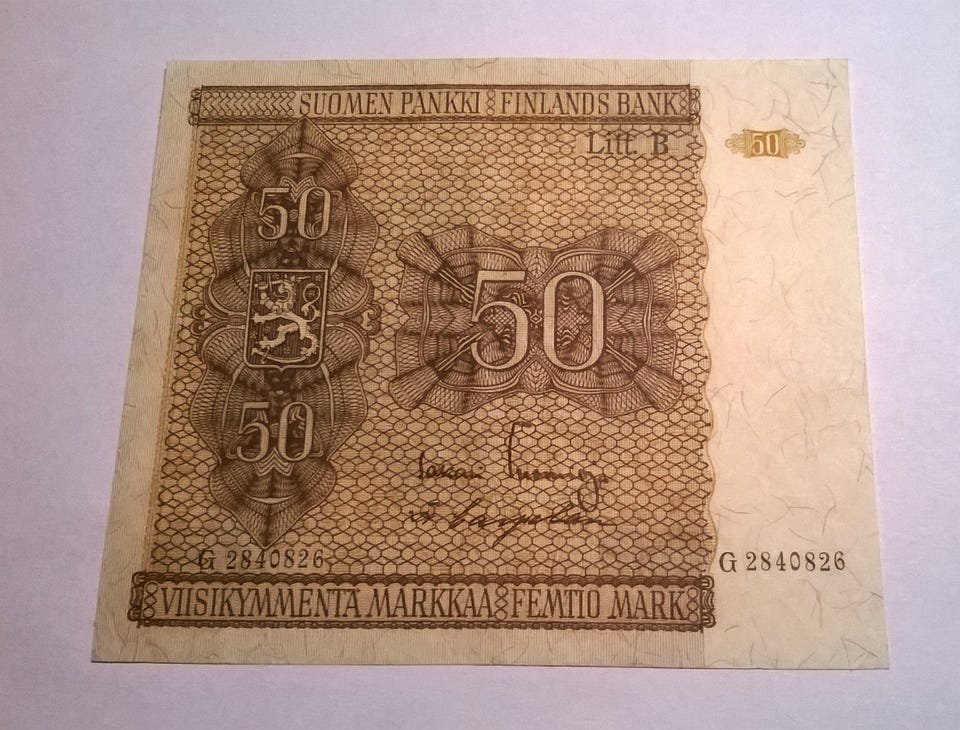 SUOMEN PANKKI FINLANDS BANK
Litt. B
50
50
50
50
G 2840826
G 2840826
VIISIKYMMENTÄ MARKKAA FEMTIO MARK